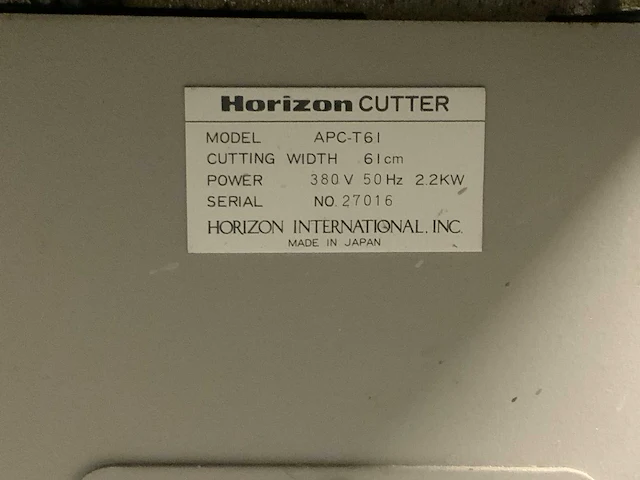 Horizon CUTTER
MODEL APC-T61
CUTTING WIDTH 61cm
POWER 380V 50Hz 2.2KW
SERIAL NO.27016
HORIZON INTERNATIONAL, INC.
MADE IN JAPAN